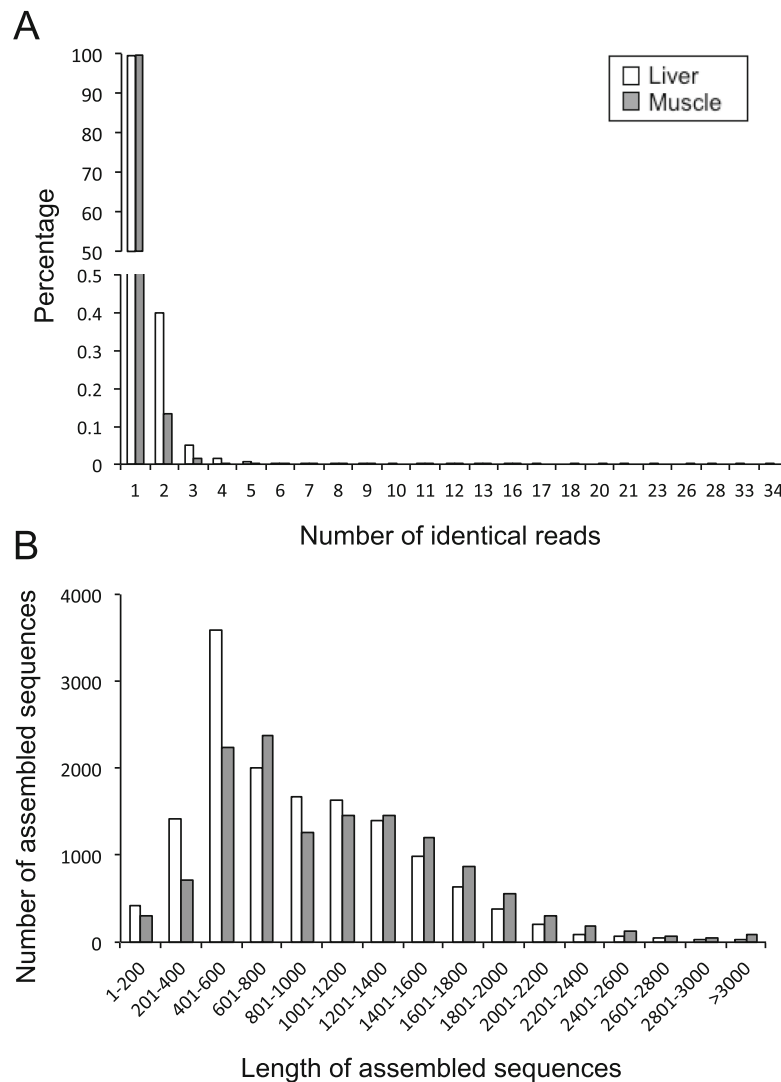 A
Percentage
100
90
80
70
60
50
0.5
0.4
0.3
0.2
0.1
0
Liver
Muscle
1 2 3 4 5 6 7 8 9 10 11 12 13 16 17 18 20 21 23 26 28 33 34
Number of identical reads
B
Number of assembled sequences
4000
3000
2000
1000
0
1-200 201-400 401-600 601-800 801-1000 1001-1200 1201-1400 1401-1600 1601-1800 1801-2000 2001-2200 2201-2400 2401-2600 2601-2800 2801-3000 >3000
Length of assembled sequences